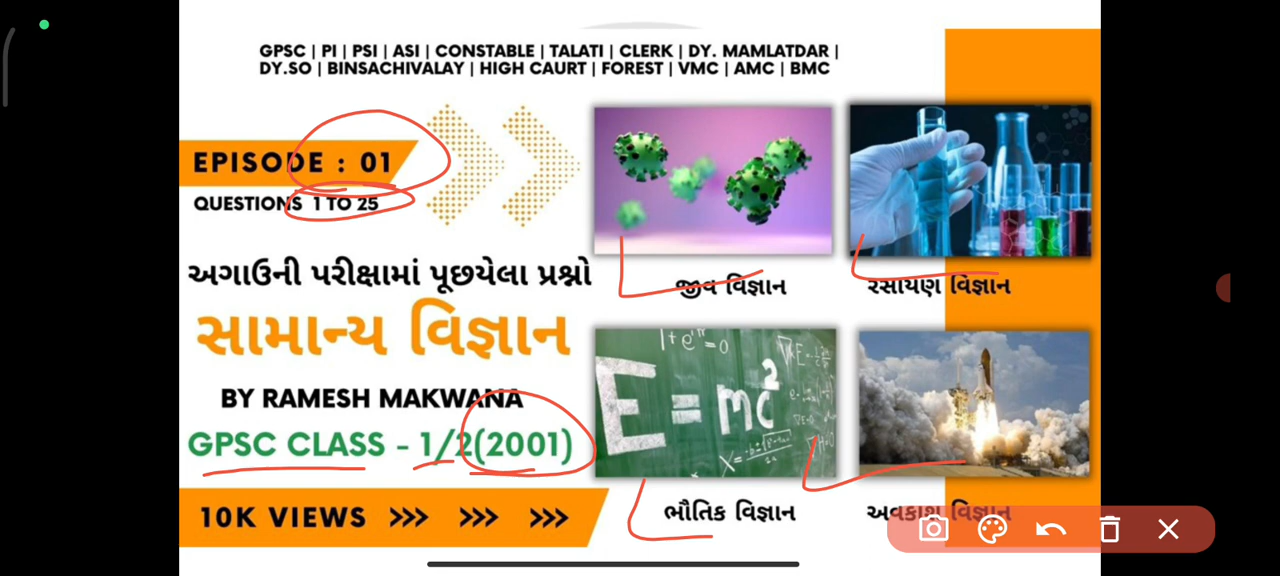 GPSC | PI | PSI | ASI | CONSTABLE | TALATI | CLERK | DY. MAMLATDAR |
DY.SO | BINSACHIVALAY | HIGH CAURT | FOREST | VMC | AMC | BMC
EPISODE : 01
QUESTIONS 1 TO 25
અગાઉની પરીક્ષામાં પૂછયેલા પ્રશ્નો
સામાન્ય વિજ્ઞાન
BY RAMESH MAKWANA
GPSC CLASS - 1/2(2001)
10K VIEWS >>> >>> >>>
જીવ વિજ્ઞાન
રસાયણ વિજ્ઞાન
E = mc²
ભૌતિક વિજ્ઞાન
અવકાશ વિજ્ઞાન